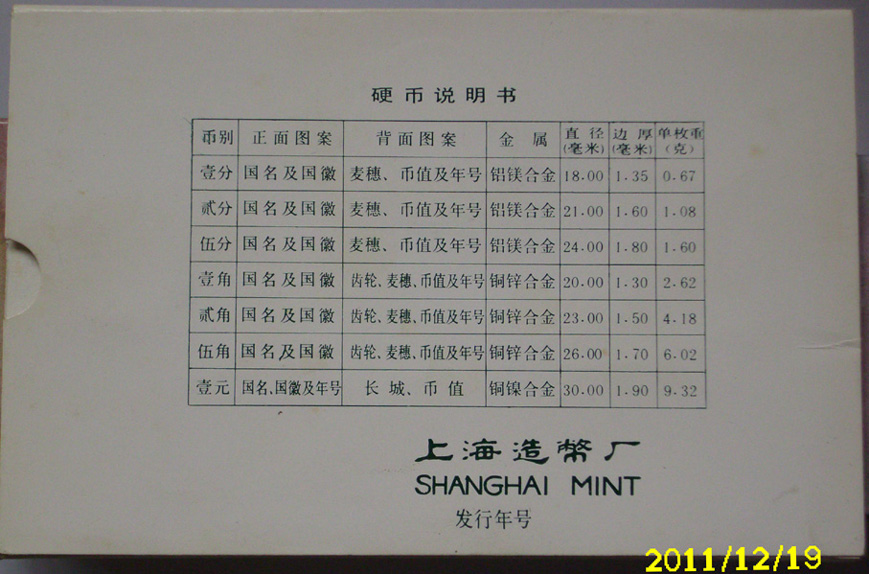 硬币说明书
币别 正面图案 背面图案 金属 直径(毫米) 边厚(毫米) 单枚重(克)
壹分 国名及国徽 麦穗、币值及年号 铝镁合金 18.00 1.35 0.67
贰分 国名及国徽 麦穗、币值及年号 铝镁合金 21.00 1.60 1.08
伍分 国名及国徽 麦穗、币值及年号 铝镁合金 24.00 1.80 1.60
壹角 国名及国徽 齿轮、麦穗、币值及年号 铜锌合金 20.00 1.30 2.62
贰角 国名及国徽 齿轮、麦穗、币值及年号 铜锌合金 23.00 1.50 4.18
伍角 国名及国徽 齿轮、麦穗、币值及年号 铜锌合金 26.00 1.70 6.02
壹元 国名、国徽及年号 长城、币值 铜镍合金 30.00 1.90 9.32
上海造幣厂
SHANGHAI MINT
发行年号
2011/12/19